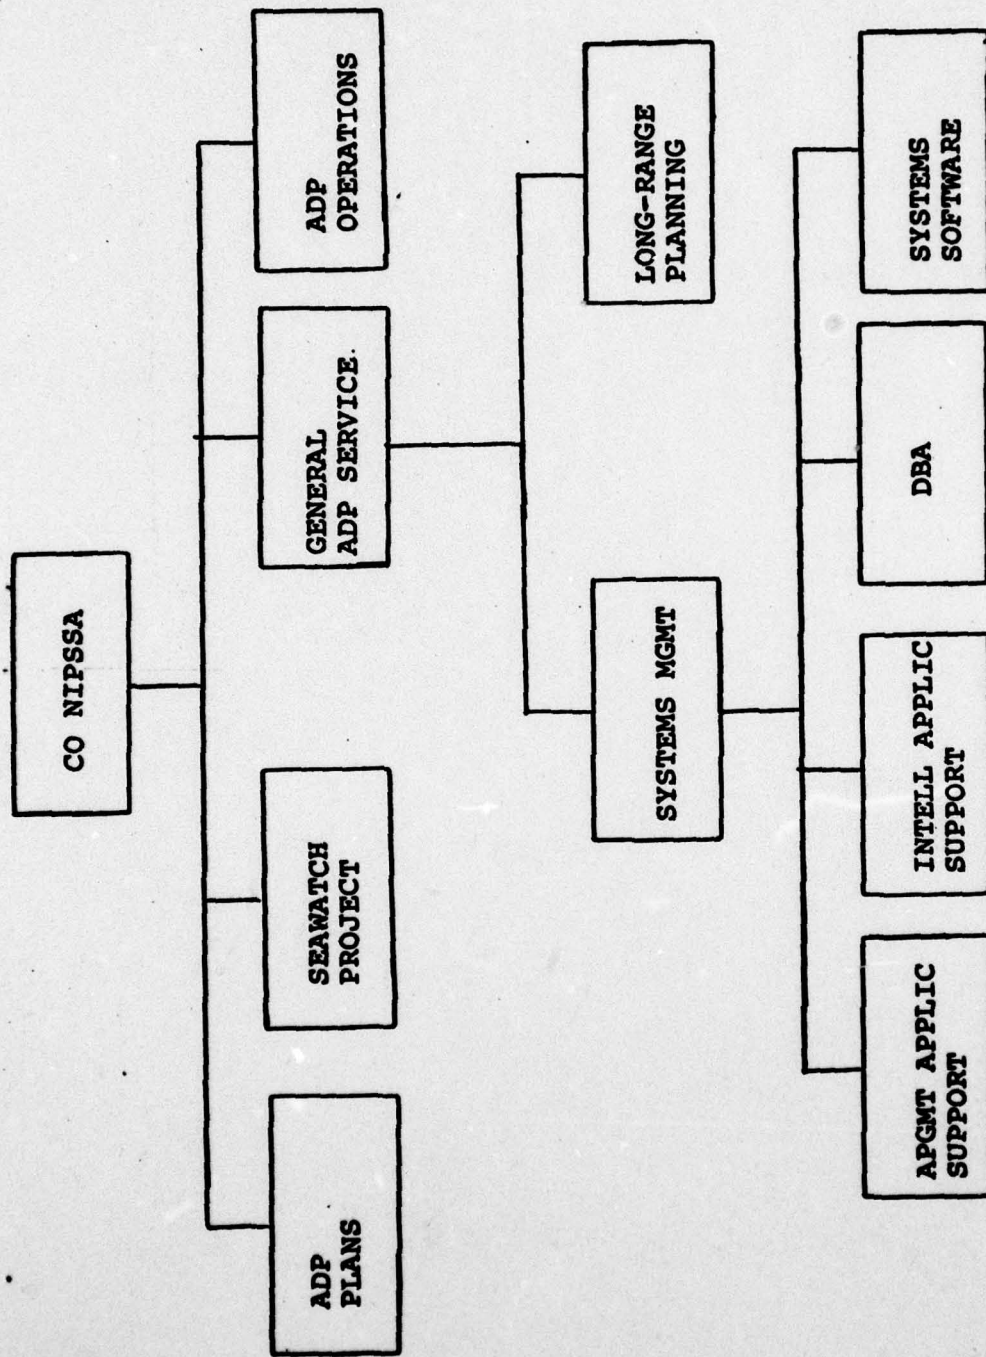 CO NIPSSA
ADP
PLANS
SEAWATCH
PROJECT
GENERAL
ADP SERVICE.
ADP
OPERATIONS
SYSTEMS MGMT
LONG-RANGE
PLANNING
APGMT APPLIC
SUPPORT
INTELL APPLIC
SUPPORT
DBA
SYSTEMS
SOFTWARE